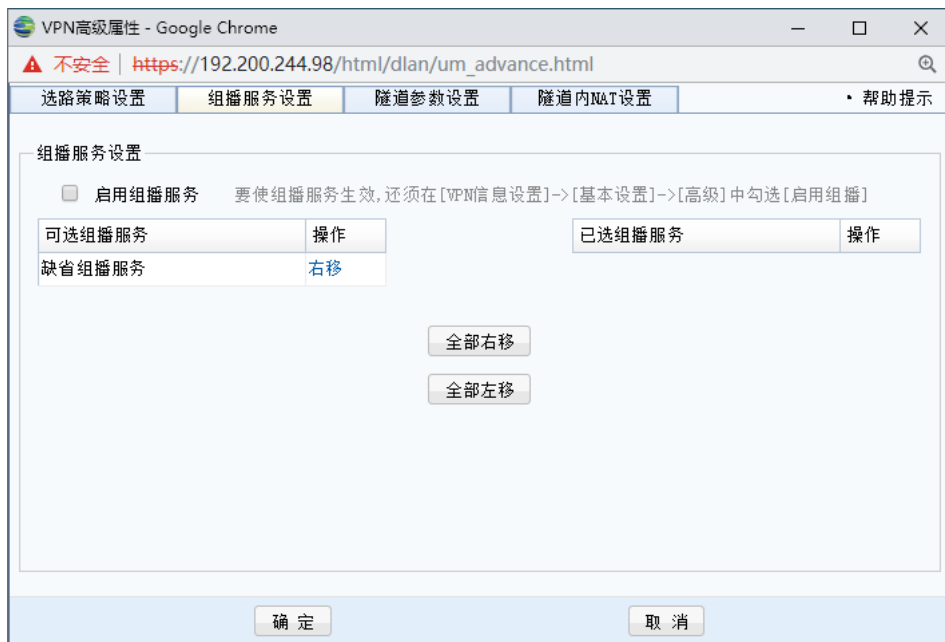 VPN高级属性 - Google Chrome
不安全 | https://192.200.244.98/html/dlan/um_advance.html
选路策略设置 组播服务设置 隧道参数设置 隧道内NAT设置 · 帮助提示
组播服务设置
启用组播服务 要使组播服务生效,还须在[VPN信息设置]->[基本设置]->[高级]中勾选[启用组播]
可选组播服务 操作 已选组播服务 操作
缺省组播服务 右移
全部右移
全部左移
确 定 取 消